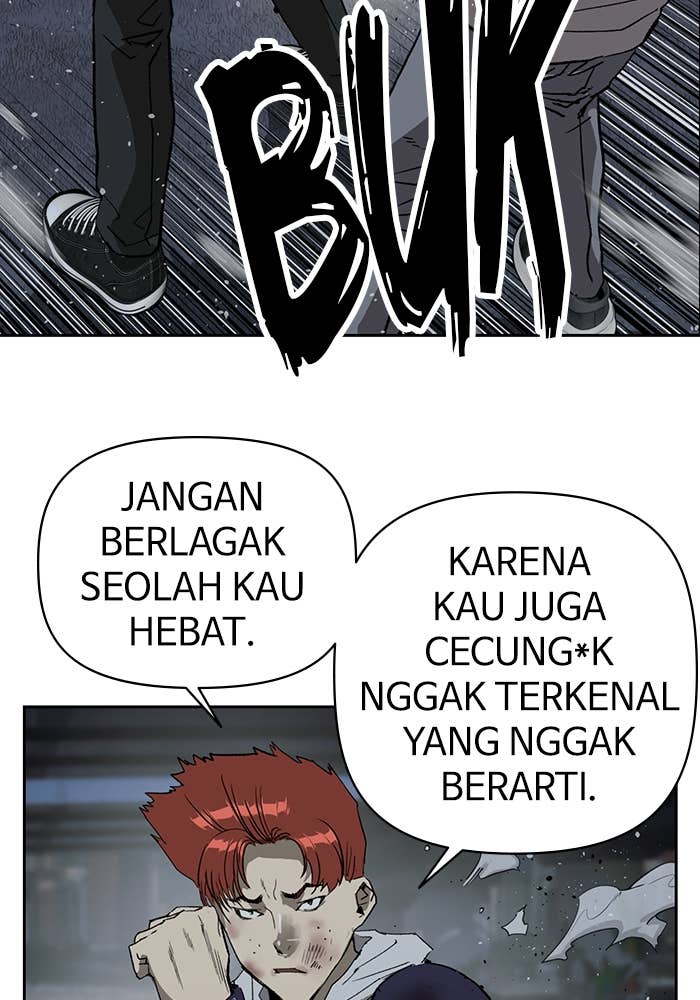 BUK
JANGAN
BERLAGAK
SEOLAH KAU
HEBAT.
KARENA
KAU JUGA
CECUNG*K
NGGAK TERKENAL
YANG NGGAK
BERARTI.